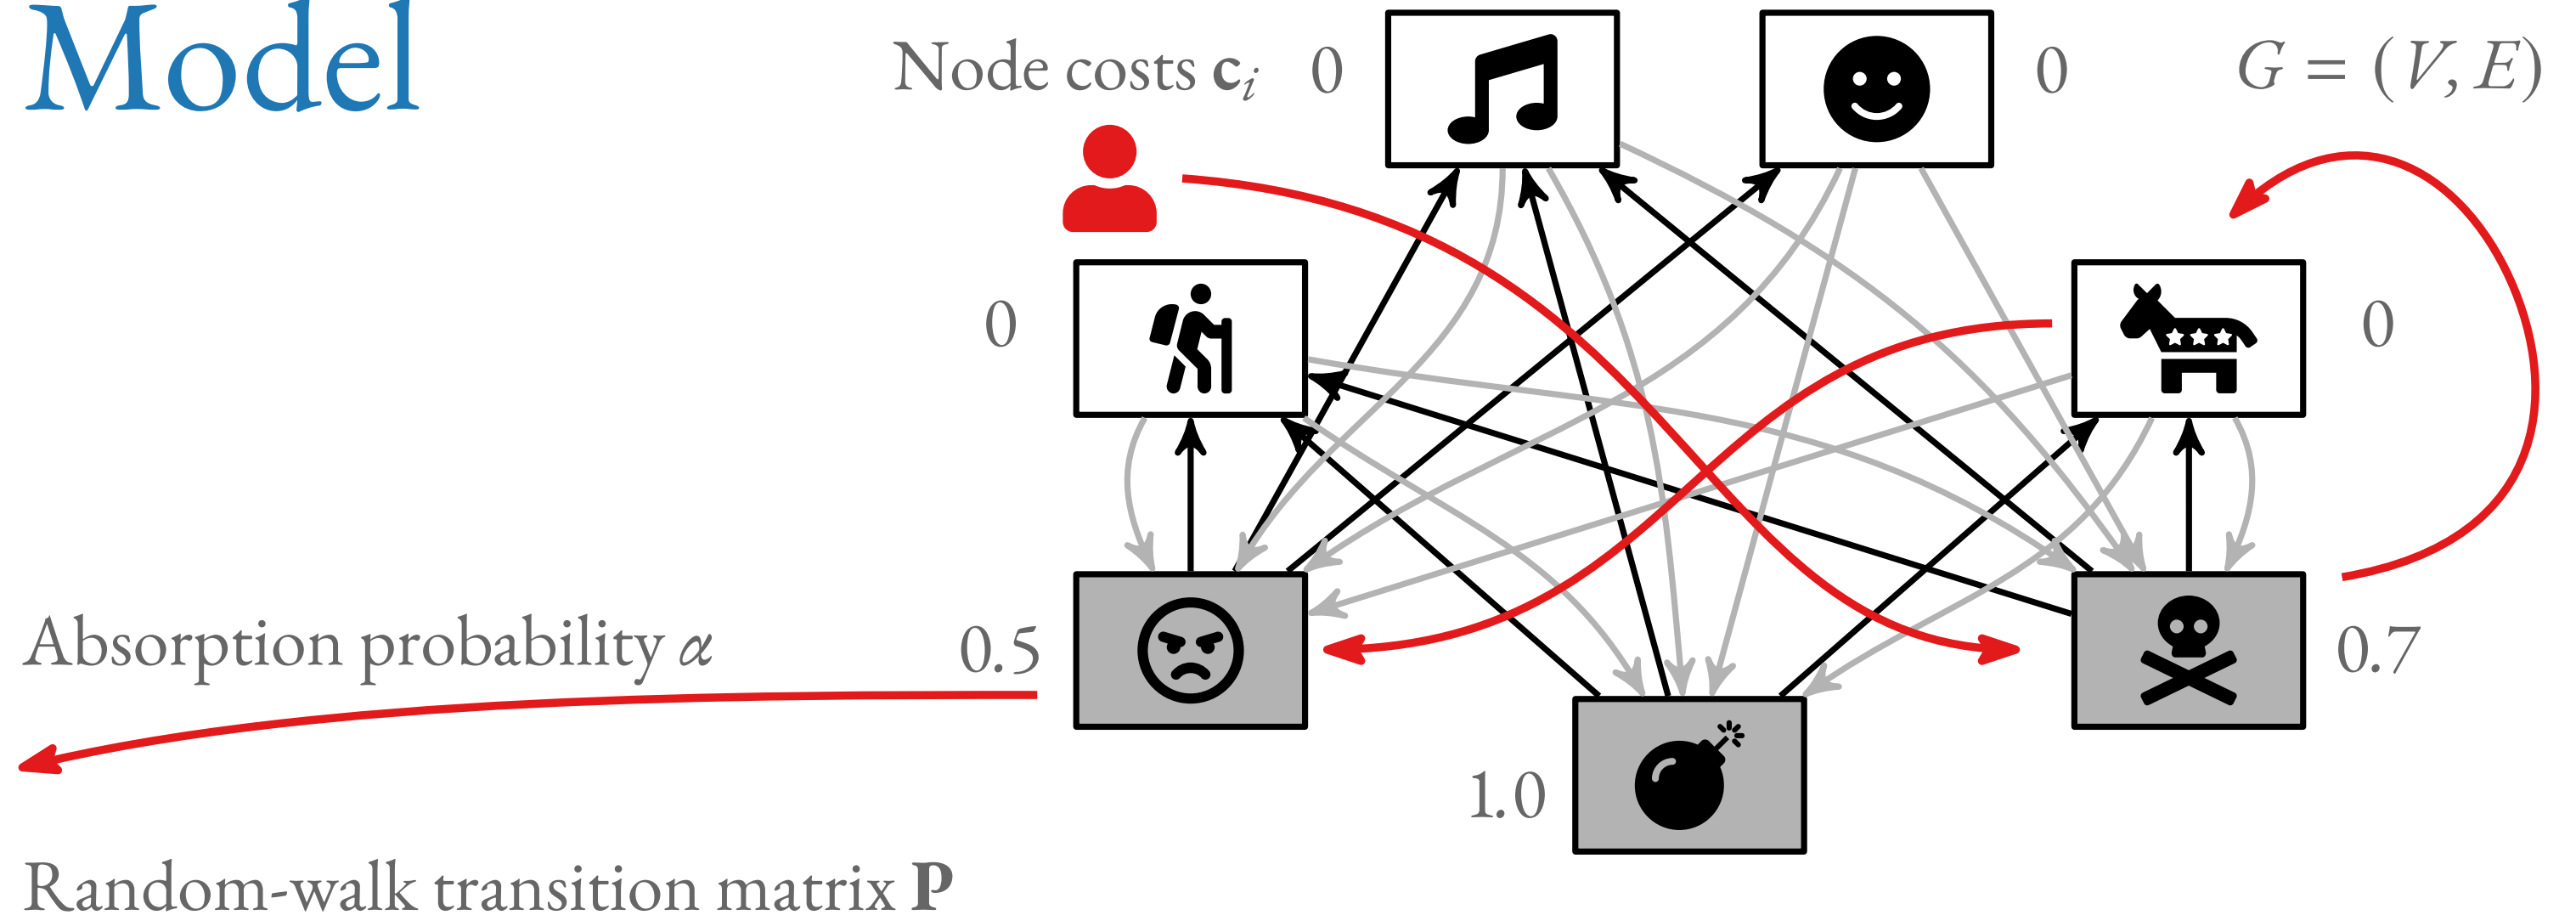 Model
Node costs c𝑖 0
0
G = (V, E)
0
0
Absorption probability α
0.5
0.7
1.0
Random-walk transition matrix P